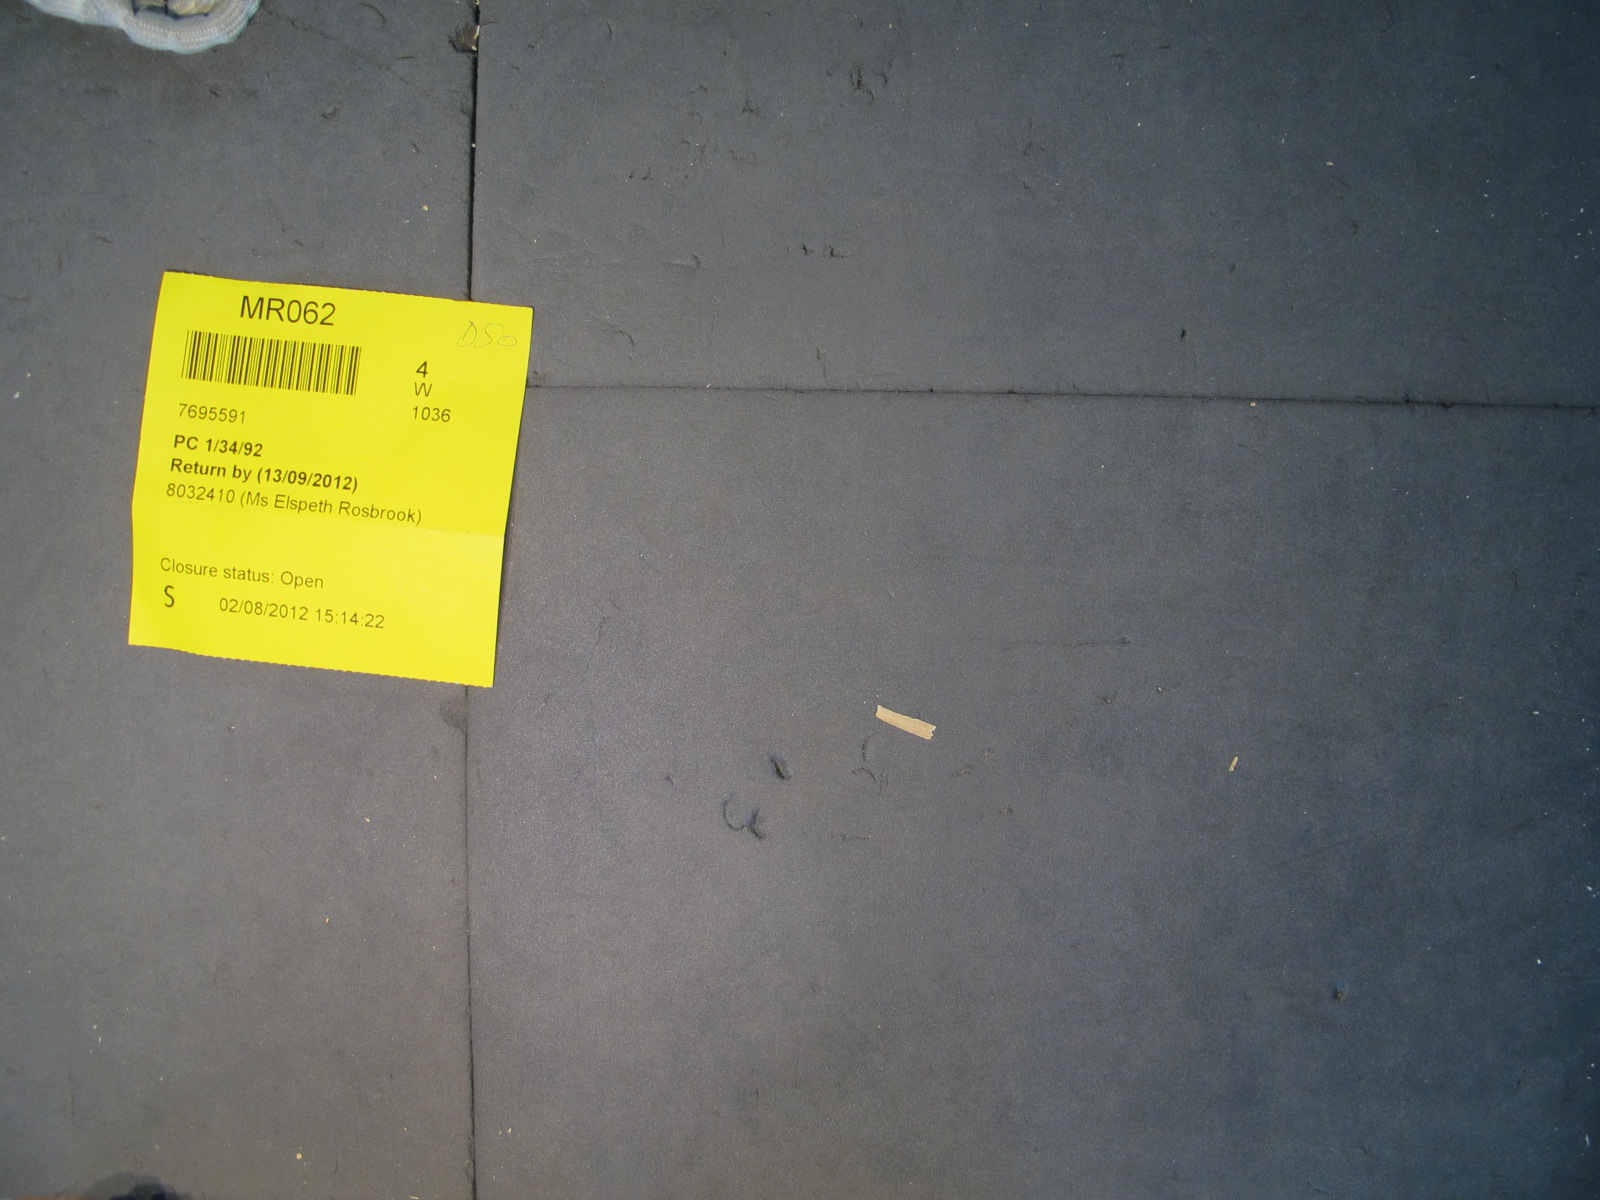 MR062
DSo
4
W
7695591 1036
PC 1/34/92
Return by (13/09/2012)
8032410 (Ms Elspeth Rosbrook)
Closure status: Open
S 02/08/2012 15:14:22